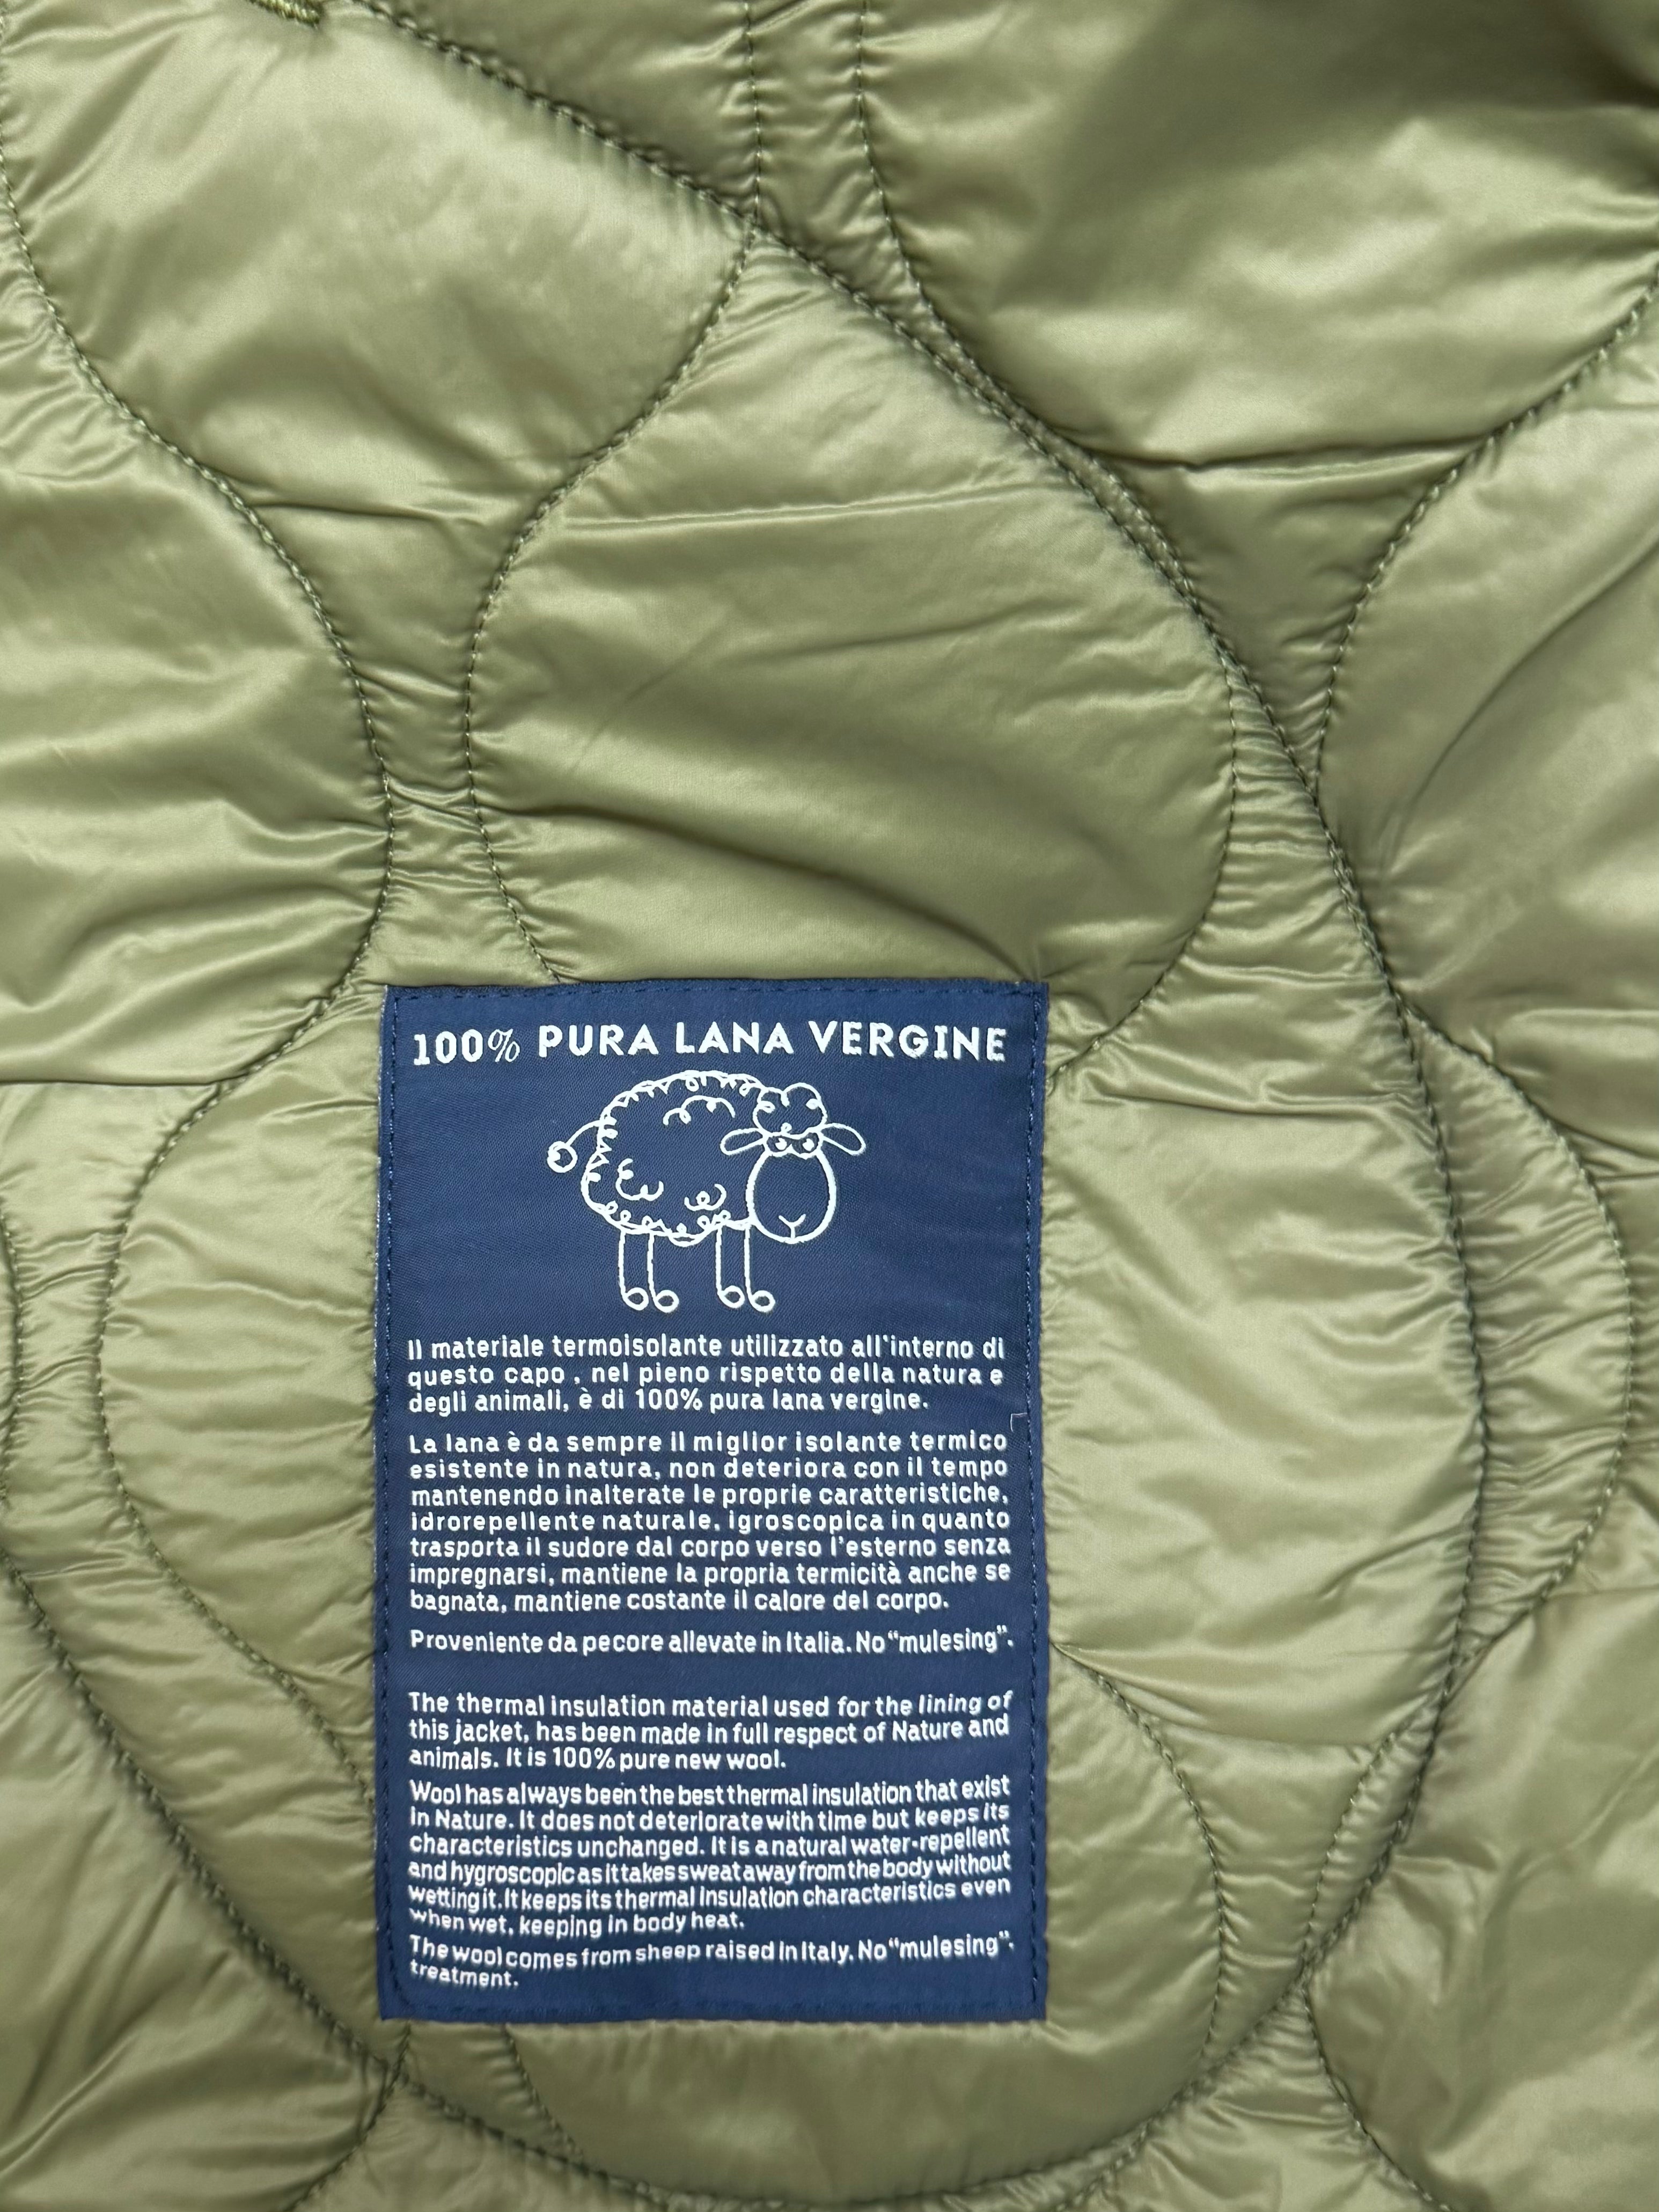 100% PURA LANA VERGINE
Il materiale termoisolante utilizzato all'interno di
questo capo , nel pieno rispetto della natura e
degli animali, è di 100% pura lana vergine.
La lana è da sempre il miglior isolante termico
esistente in natura, non deteriora con il tempo
mantenendo inalterate le proprie caratteristiche,
idrorepellente naturale, igroscopica in quanto
trasporta il sudore dal corpo verso l'esterno senza
impregnarsi, mantiene la propria termicità anche se
bagnata, mantiene costante il calore del corpo.
Proveniente da pecore allevate in Italia. No "mulesing".
The thermal insulation material used for the lining of
this jacket, has been made in full respect of Nature and
animals. It is 100% pure new wool.
Wool has always been the best thermal insulation that exist
in Nature. It does not deteriorate with time but keeps its
characteristics unchanged. It is a natural water-repellent
and hygroscopic as it takes sweat away from the body without
wetting it. It keeps its thermal insulation characteristics even
when wet, keeping in body heat.
The wool comes from sheep raised in Italy. No "mulesing".
treatment.